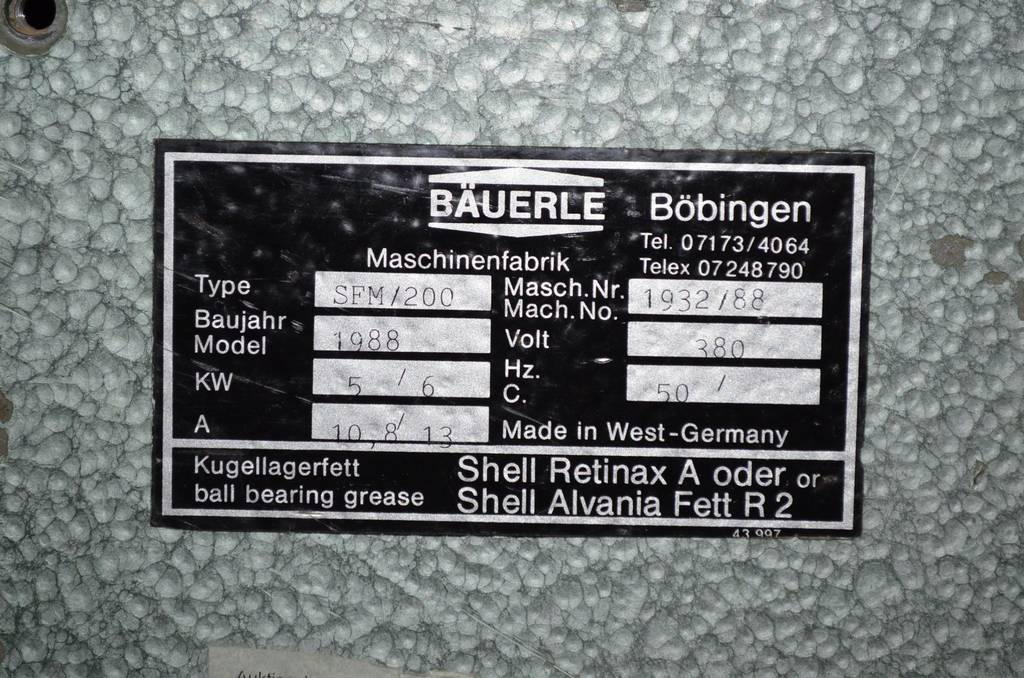 BÄUERLE Böbingen
Tel. 07173/4064
Maschinenfabrik Telex 07248790
Type SFM/200 Masch.Nr. 1932/88
Mach.No.
Baujahr 1988 Volt 380
Model
KW 5 / 6 Hz. 50 /
C.
A 10,8/ 13 Made in West-Germany
Kugellagerfett Shell Retinax A oder or
ball bearing grease Shell Alvania Fett R 2
43 997